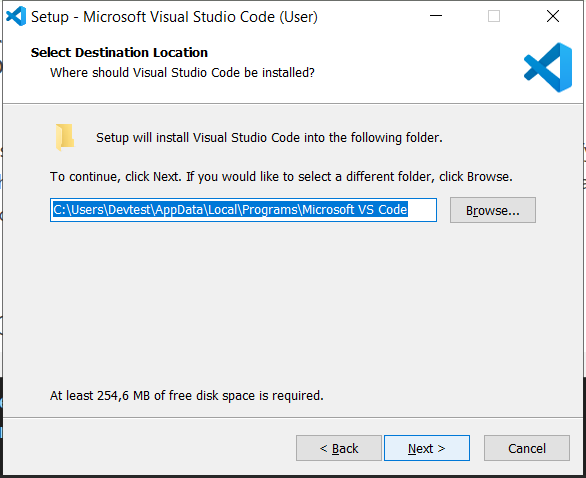 Setup - Microsoft Visual Studio Code (User)
Select Destination Location
Where should Visual Studio Code be installed?
Setup will install Visual Studio Code into the following folder.
To continue, click Next. If you would like to select a different folder, click Browse.
C:\Users\Devtest\AppData\Local\Programs\Microsoft VS Code
Browse...
At least 254,6 MB of free disk space is required.
< Back
Next >
Cancel